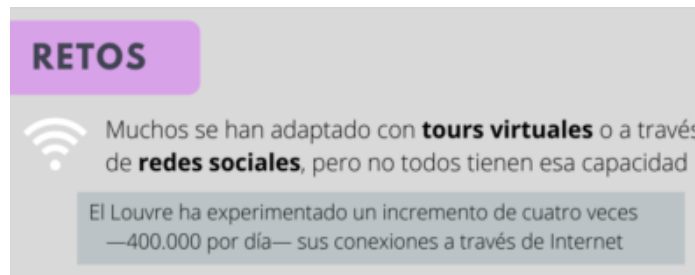 RETOS
Muchos se han adaptado con tours virtuales o a través
de redes sociales, pero no todos tienen esa capacidad
El Louvre ha experimentado un incremento de cuatro veces
—400.000 por día— sus conexiones a través de Internet